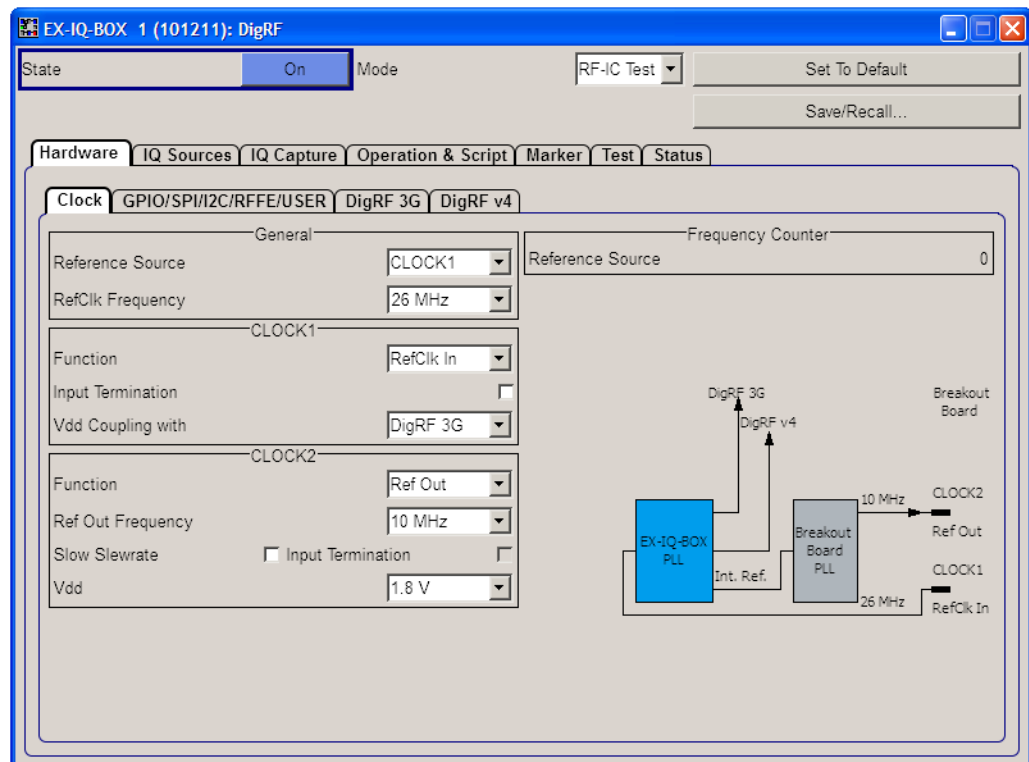 EX-IQ-BOX 1 (101211): DigRF
State On Mode RF-IC Test Set To Default
Save/Recall...
Hardware IQ Sources IQ Capture Operation & Script Marker Test Status
Clock GPIO/SPI/I2C/RFFE/USER DigRF 3G DigRF v4
General
Reference Source CLOCK1
RefClk Frequency 26 MHz
CLOCK1
Function RefClk In
Input Termination
Vdd Coupling with DigRF 3G
CLOCK2
Function Ref Out
Ref Out Frequency 10 MHz
Slow Slewrate Input Termination
Vdd 1.8 V
Frequency Counter
Reference Source 0
DigRF 3G
DigRF v4
Breakout
Board
EX-IQ-BOX
PLL
Int. Ref.
Breakout
Board
PLL
10 MHz
CLOCK2
Ref Out
CLOCK1
26 MHz
RefClk In